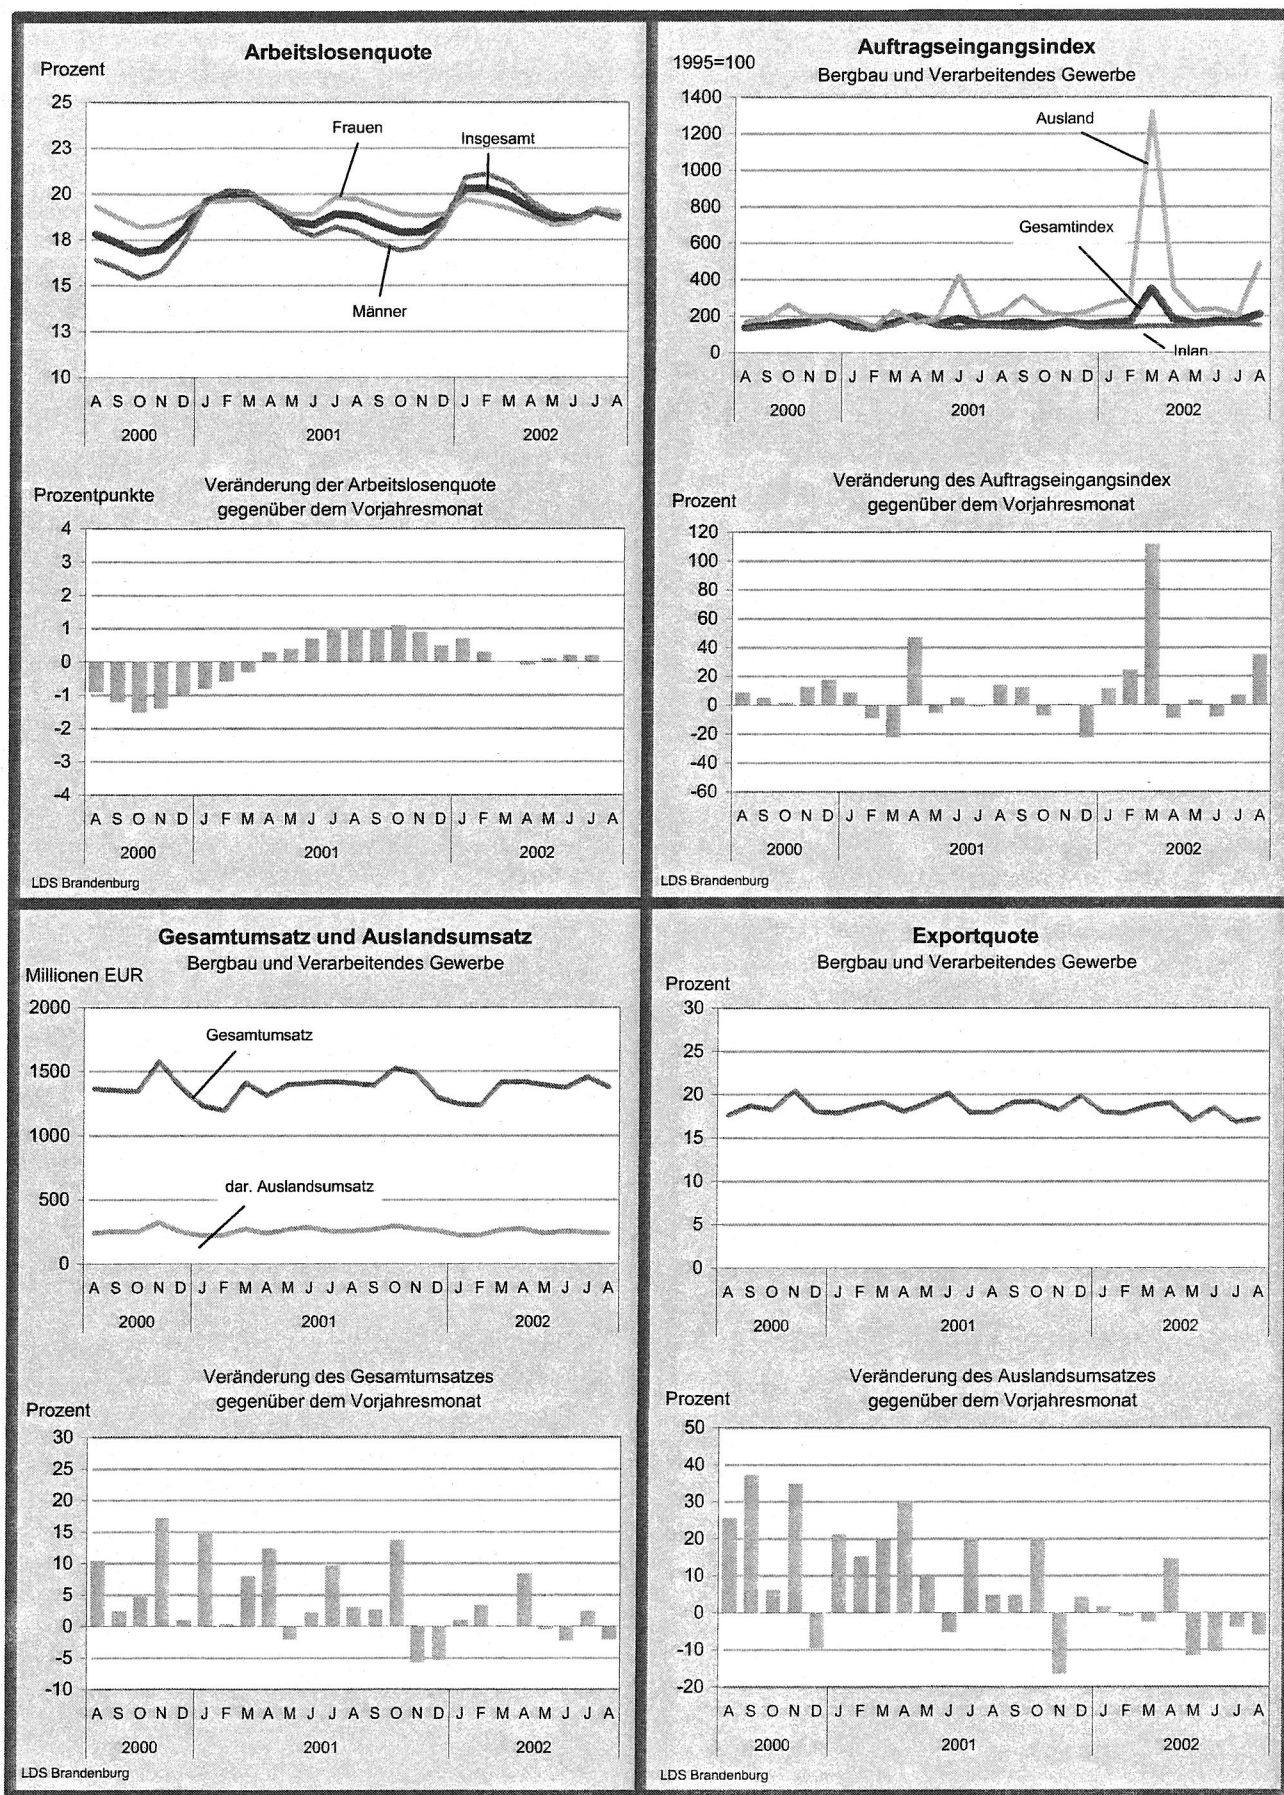 Arbeitslosenquote
Prozent
25
23
20
18
15
13
10
Frauen
Insgesamt
Männer
A S O N D J F M A M J J A S O N D J F M A M J J A
2000 2001 2002
Veränderung der Arbeitslosenquote
Prozentpunkte
gegenüber dem Vorjahresmonat
4
3
2
1
0
-1
-2
-3
-4
A S O N D J F M A M J J A S O N D J F M A M J J A
2000 2001 2002
LDS Brandenburg
Auftragseingangsindex
1995=100
Bergbau und Verarbeitendes Gewerbe
1400
1200
1000
800
600
400
200
0
Ausland
Gesamtindex
Inlan
A S O N D J F M A M J J A S O N D J F M A M J J A
2000 2001 2002
Veränderung des Auftragseingangsindex
Prozent
gegenüber dem Vorjahresmonat
120
100
80
60
40
20
0
-20
-40
-60
A S O N D J F M A M J J A S O N D J F M A M J J A
2000 2001 2002
LDS Brandenburg
Gesamtumsatz und Auslandsumsatz
Bergbau und Verarbeitendes Gewerbe
Millionen EUR
2000
1500
1000
500
0
Gesamtumsatz
dar. Auslandsumsatz
A S O N D J F M A M J J A S O N D J F M A M J J A
2000 2001 2002
Veränderung des Gesamtumsatzes
gegenüber dem Vorjahresmonat
Prozent
30
25
20
15
10
5
0
-5
-10
A S O N D J F M A M J J A S O N D J F M A M J J A
2000 2001 2002
LDS Brandenburg
Exportquote
Bergbau und Verarbeitendes Gewerbe
Prozent
30
25
20
15
10
5
0
A S O N D J F M A M J J A S O N D J F M A M J J A
2000 2001 2002
Veränderung des Auslandsumsatzes
Prozent
gegenüber dem Vorjahresmonat
50
40
30
20
10
0
-10
-20
A S O N D J F M A M J J A S O N D J F M A M J J A
2000 2001 2002
LDS Brandenburg